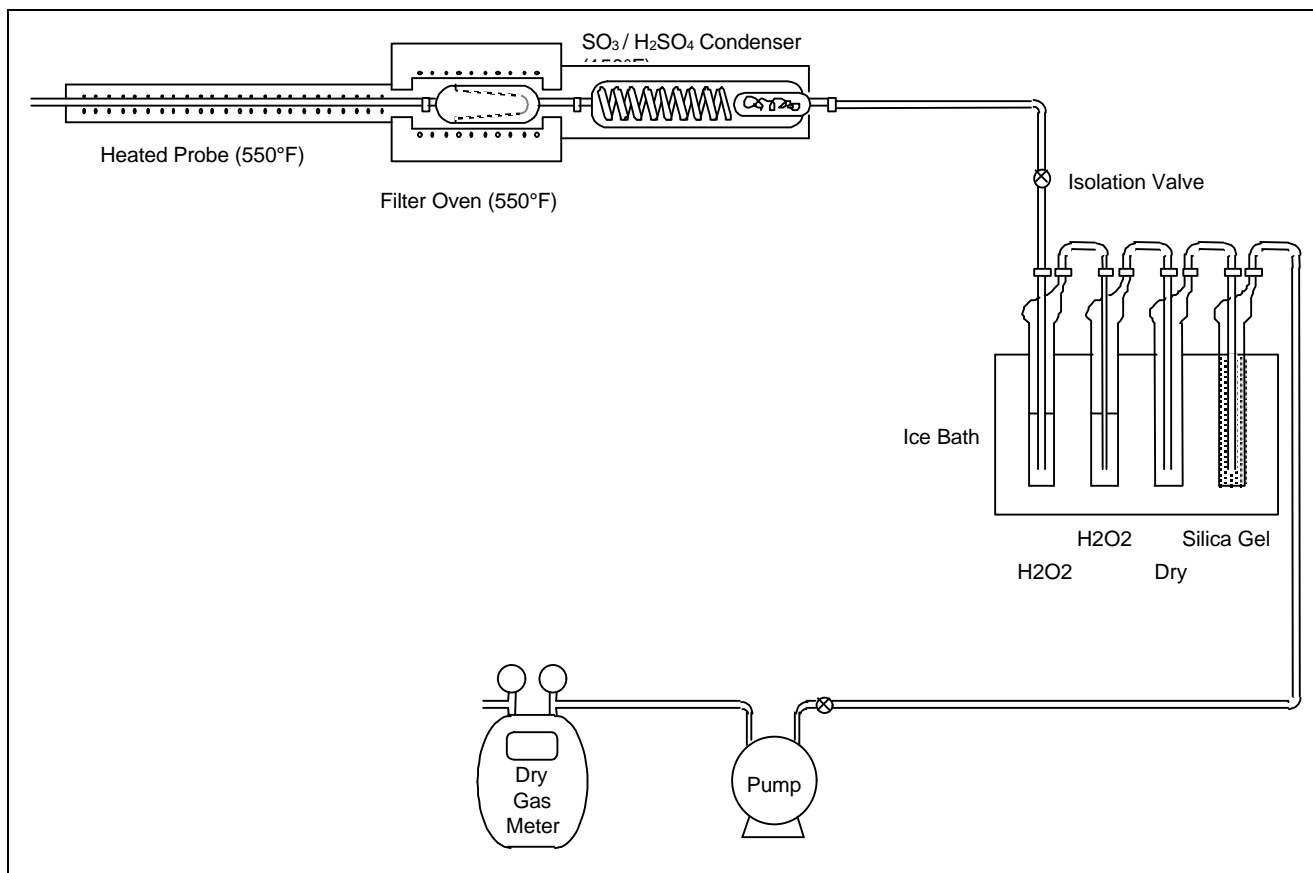 SO₃ / H₂SO₄ Condenser
Heated Probe (550°F)
Filter Oven (550°F)
Isolation Valve
Ice Bath
H2O2
Silica Gel
H2O2
Dry
Dry
Gas
Meter
Pump